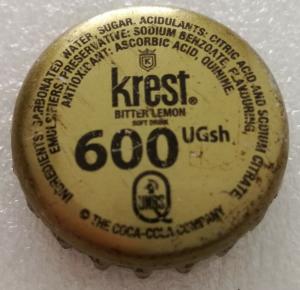 INGREDIENTS: CARBONATED WATER, SUGAR. ACIDULANTS: CITRIC ACID AND SODIUM CITRATE
EMULSIFIERS, PRESERVATIVE: SODIUM BENZOATE, FLAVOURING,
ANTIOXIDANT: ASCORBIC ACID, QUININE
K
Krest®
BITTER LEMON
SOFT DRINK
600 UGsh
© THE COCA-COLA COMPANY